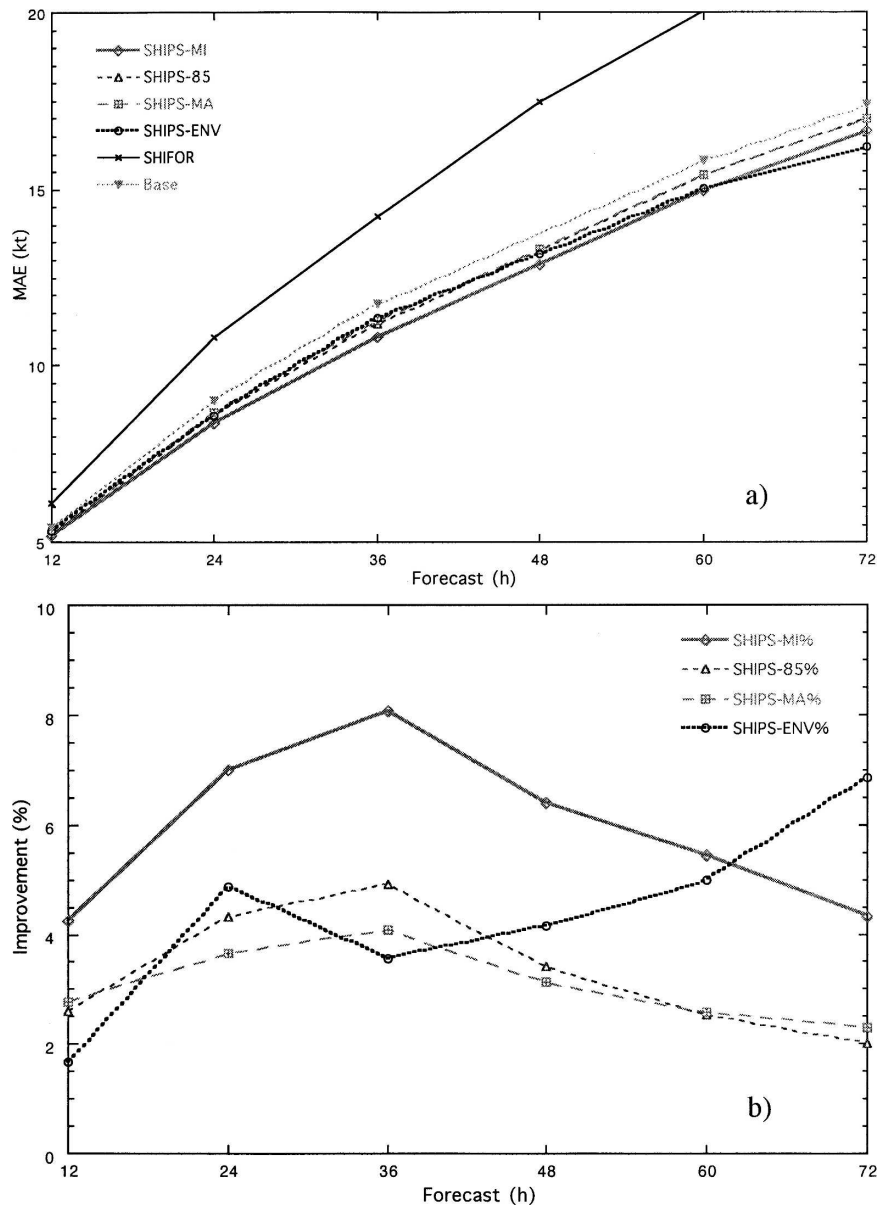 20
15
10
5
MAE (kt)
SHIPS-MI
SHIPS-85
SHIPS-MA
SHIPS-ENV
SHIFOR
Base
a)
12 24 36 48 60 72
Forecast (h)
10
8
6
4
2
0
Improvement (%)
SHIPS-MI%
SHIPS-85%
SHIPS-MA%
SHIPS-ENV%
b)
12 24 36 48 60 72
Forecast (h)